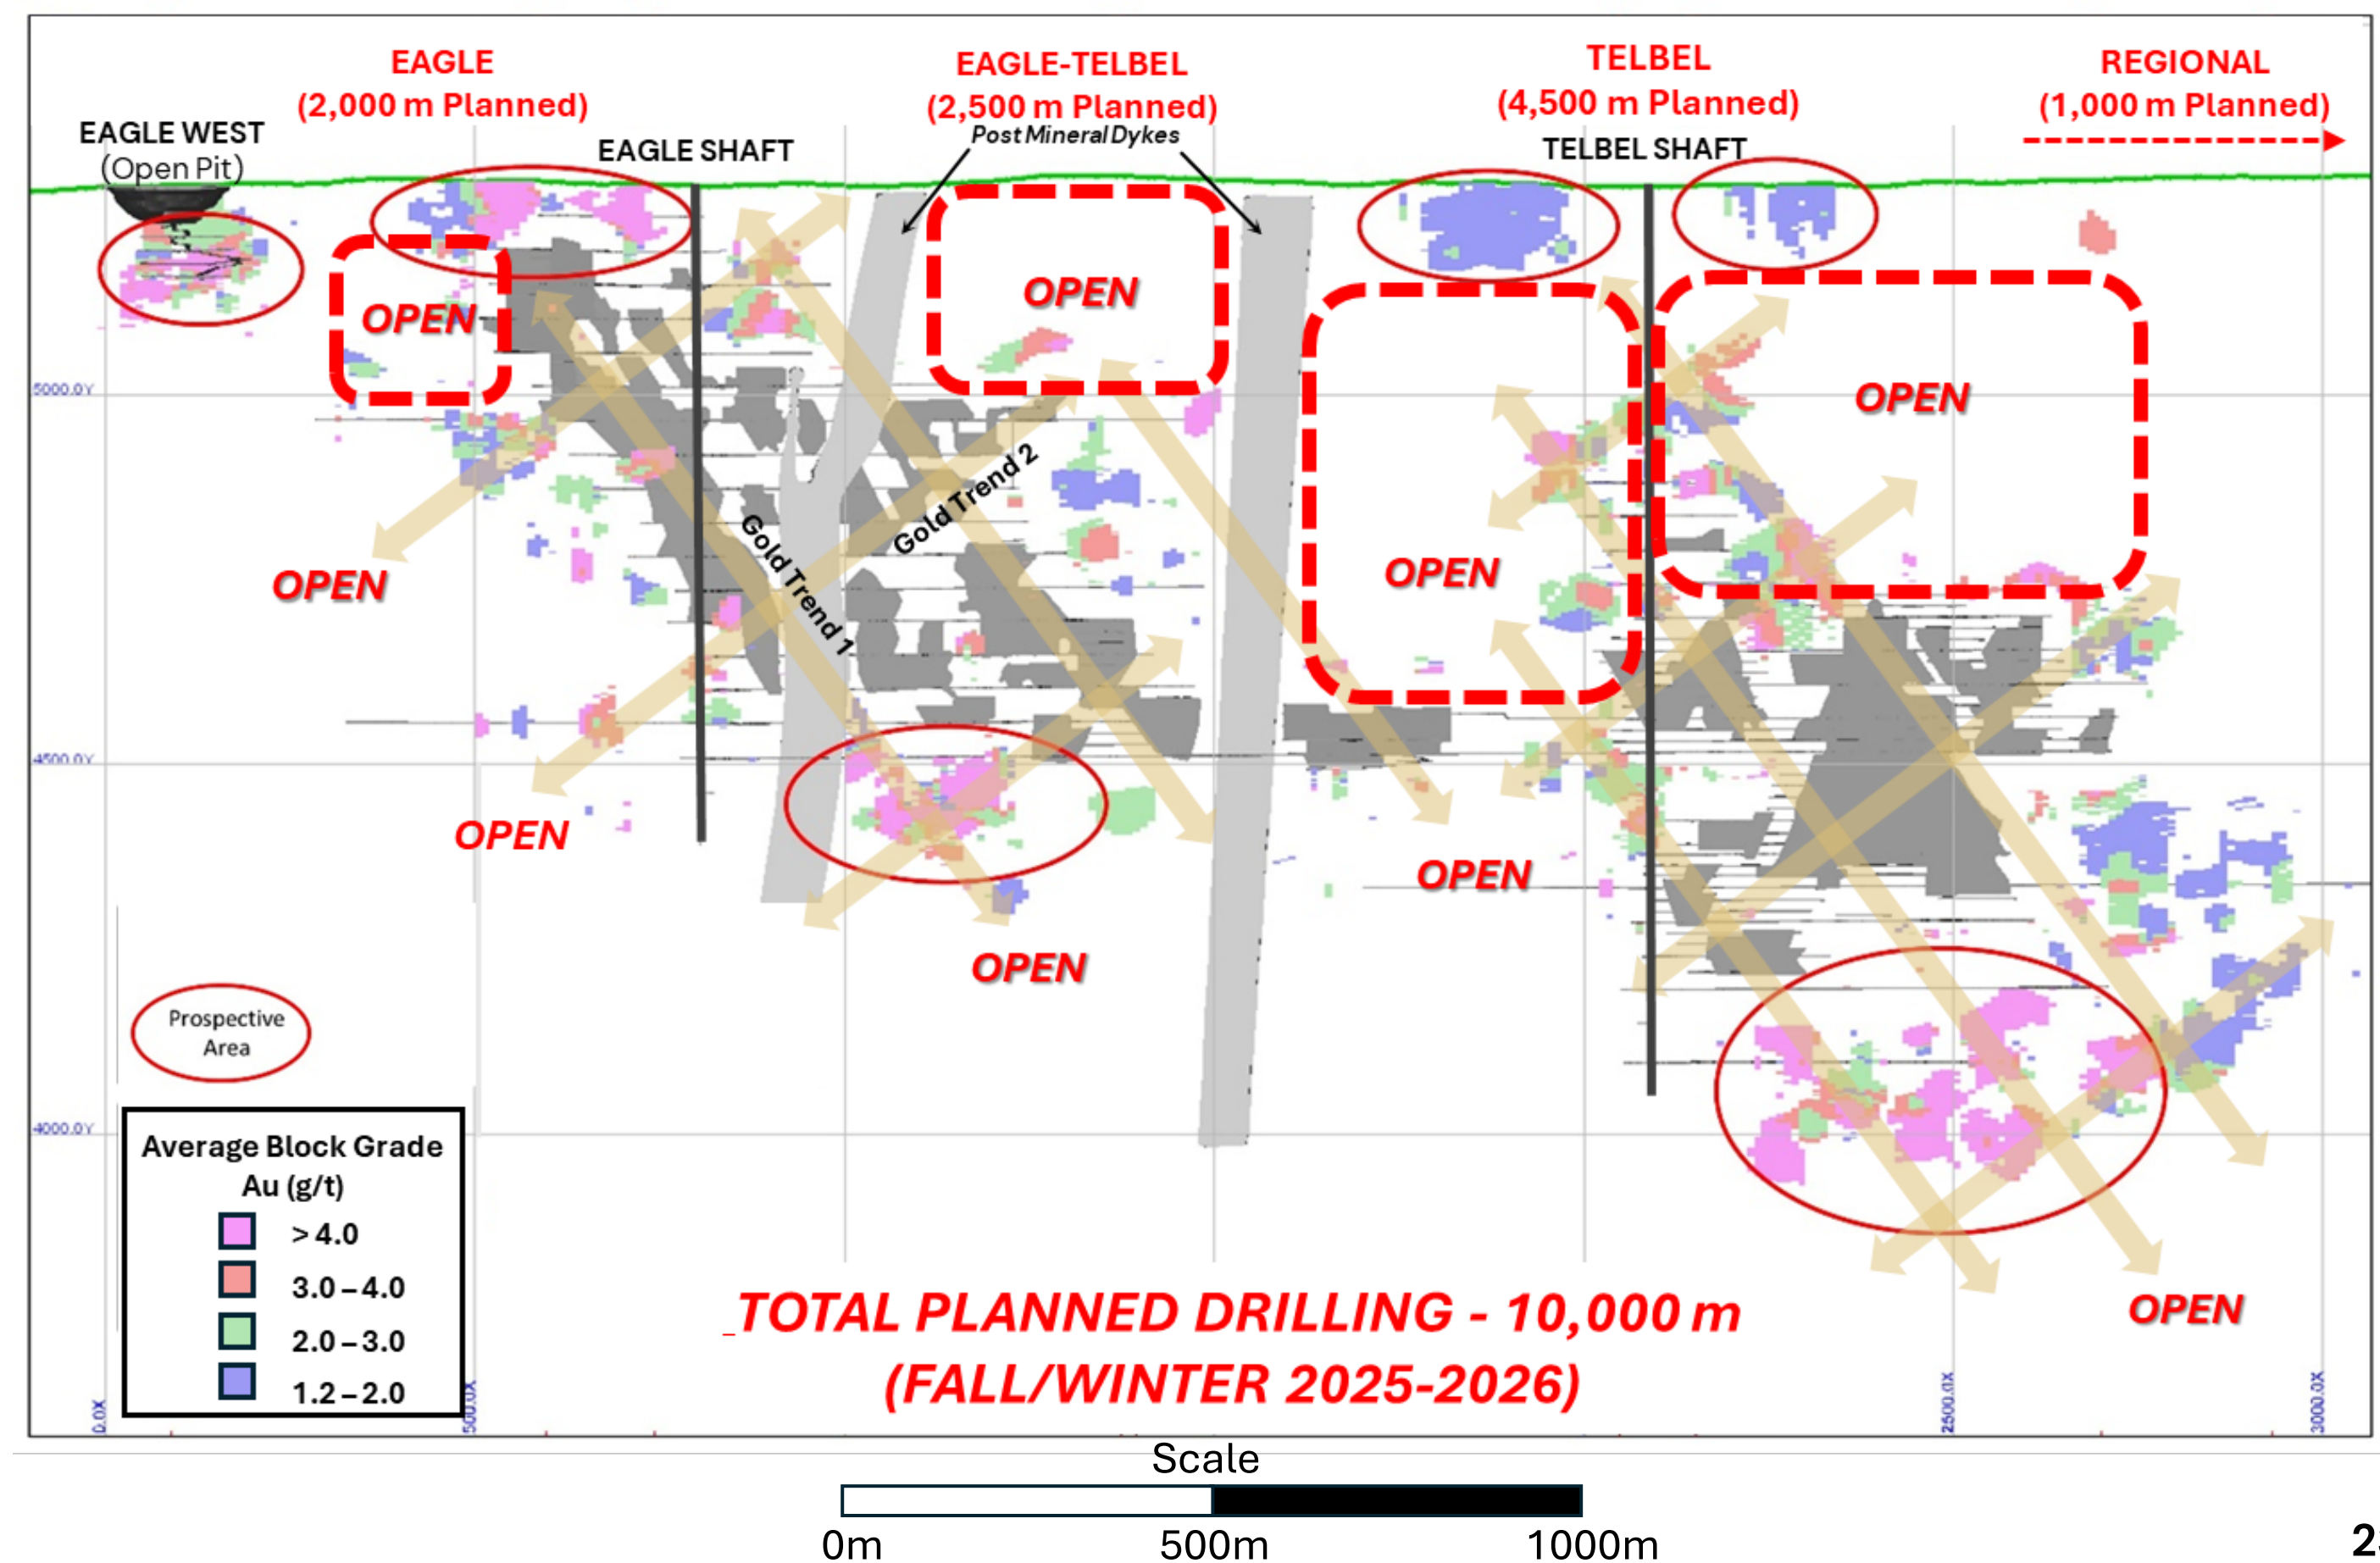 EAGLE
(2,000 m Planned)
EAGLE-TELBEL
(2,500 m Planned)
TELBEL
(4,500 m Planned)
REGIONAL
(1,000 m Planned)
EAGLE WEST
(Open Pit)
EAGLE SHAFT
Post Mineral Dykes
TELBEL SHAFT
OPEN
OPEN
OPEN
OPEN
OPEN
OPEN
OPEN
OPEN
OPEN
5000.0Y
4500.0Y
4000.0Y
Gold Trend 1
Gold Trend 2
Prospective
Area
Average Block Grade
Au (g/t)
> 4.0
3.0 – 4.0
2.0 – 3.0
1.2 – 2.0
TOTAL PLANNED DRILLING - 10,000 m
(FALL/WINTER 2025-2026)
0.0X
500.0X
2500.0X
3000.0X
Scale
0m
500m
1000m
2